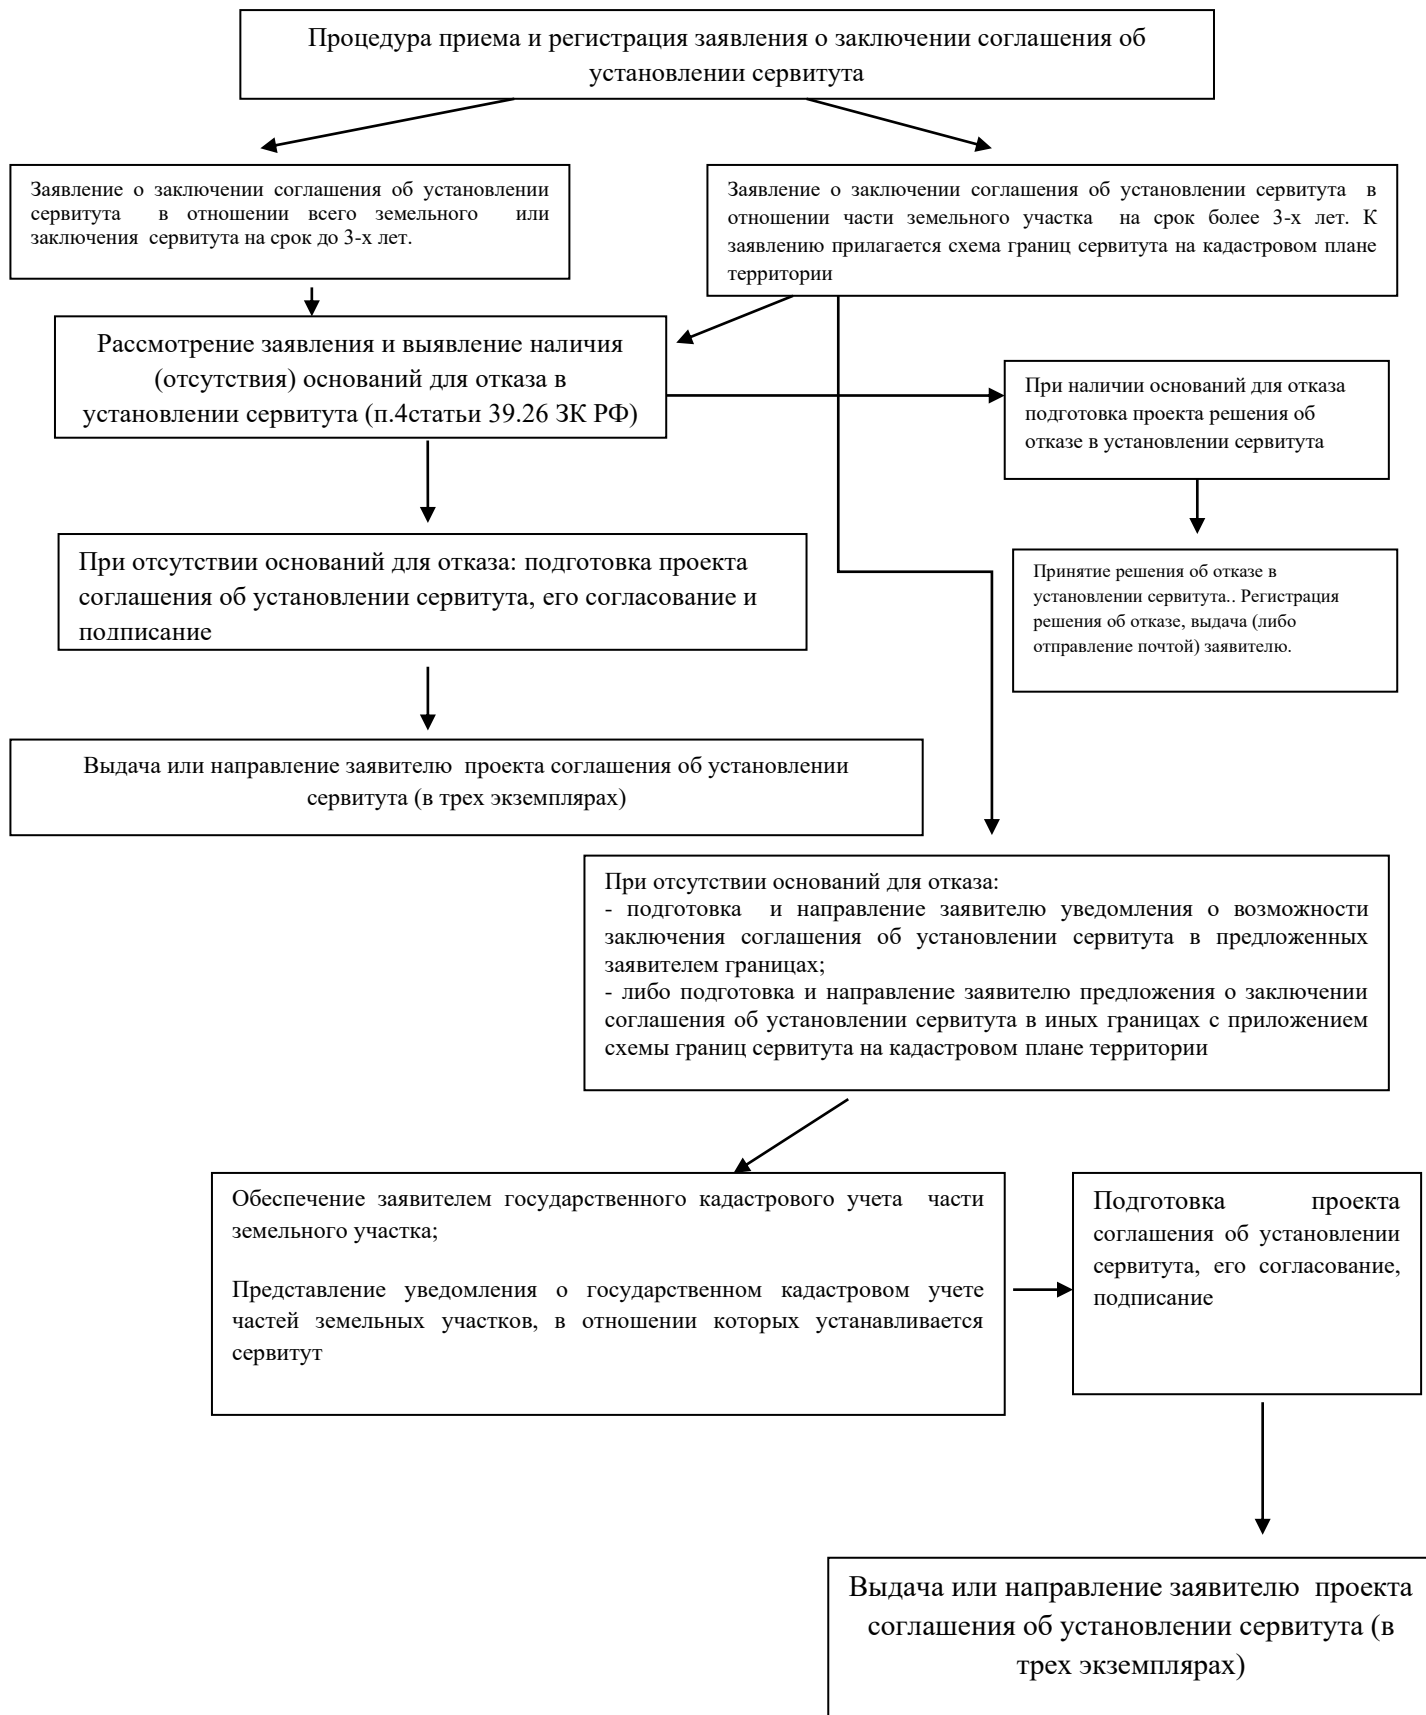 Процедура приема и регистрация заявления о заключении соглашения об
установлении сервитута
Заявление о заключении соглашения об установлении
сервитута в отношении всего земельного или
заключения сервитута на срок до 3-х лет.
Заявление о заключении соглашения об установлении сервитута в
отношении части земельного участка на срок более 3-х лет. К
заявлению прилагается схема границ сервитута на кадастровом плане
территории
Рассмотрение заявления и выявление наличия
(отсутствия) оснований для отказа в
установлении сервитута (п.4статьи 39.26 ЗК РФ)
При наличии оснований для отказа
подготовка проекта решения об
отказе в установлении сервитута
При отсутствии оснований для отказа: подготовка проекта
соглашения об установлении сервитута, его согласование и
подписание
Принятие решения об отказе в
установлении сервитута.. Регистрация
решения об отказе, выдача (либо
отправление почтой) заявителю.
Выдача или направление заявителю проекта соглашения об установлении
сервитута (в трех экземплярах)
При отсутствии оснований для отказа:
- подготовка и направление заявителю уведомления о возможности
заключения соглашения об установлении сервитута в предложенных
заявителем границах;
- либо подготовка и направление заявителю предложения о заключении
соглашения об установлении сервитута в иных границах с приложением
схемы границ сервитута на кадастровом плане территории
Обеспечение заявителем государственного кадастрового учета части
земельного участка;
Представление уведомления о государственном кадастровом учете
частей земельных участков, в отношении которых устанавливается
сервитут
Подготовка проекта
соглашения об установлении
сервитута, его согласование,
подписание
Выдача или направление заявителю проекта
соглашения об установлении сервитута (в
трех экземплярах)